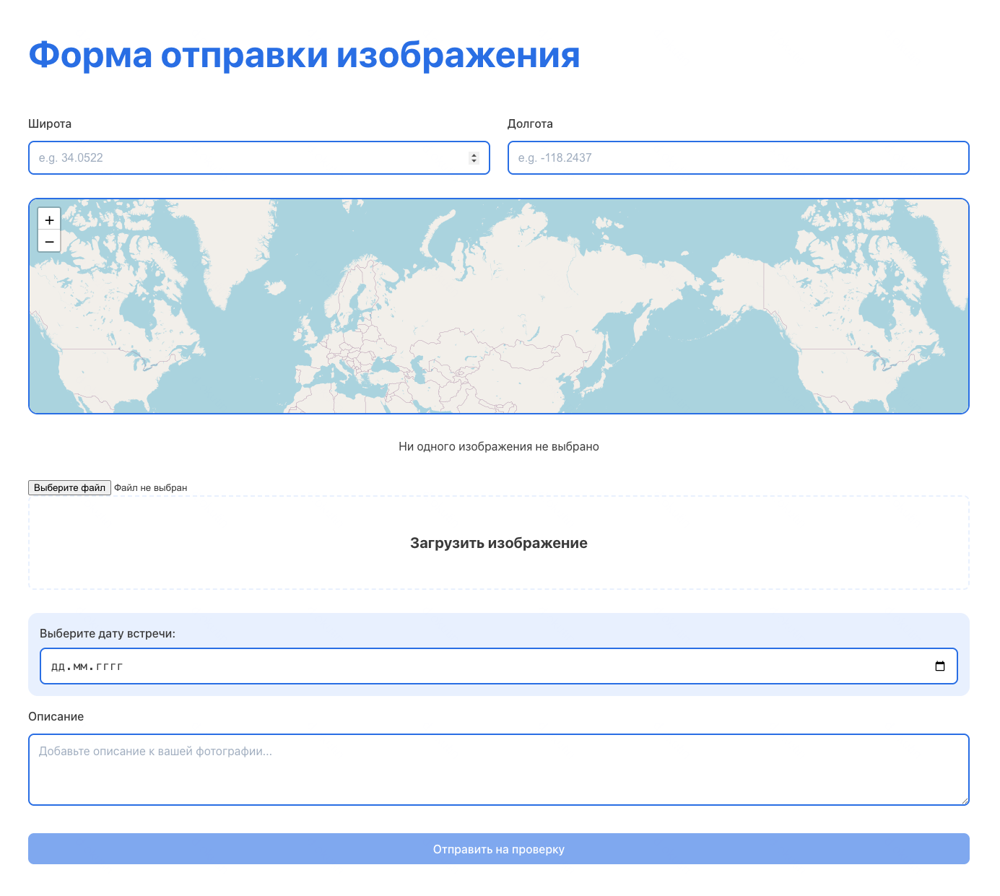 Форма отправки изображения
Широта
Долгота
e.g. 34.0522
e.g. -118.2437
+
−
Ни одного изображения не выбрано
Выберите файл Файл не выбран
Загрузить изображение
Выберите дату встречи:
дд.мм.гггг
Описание
Добавьте описание к вашей фотографии...
Отправить на проверку